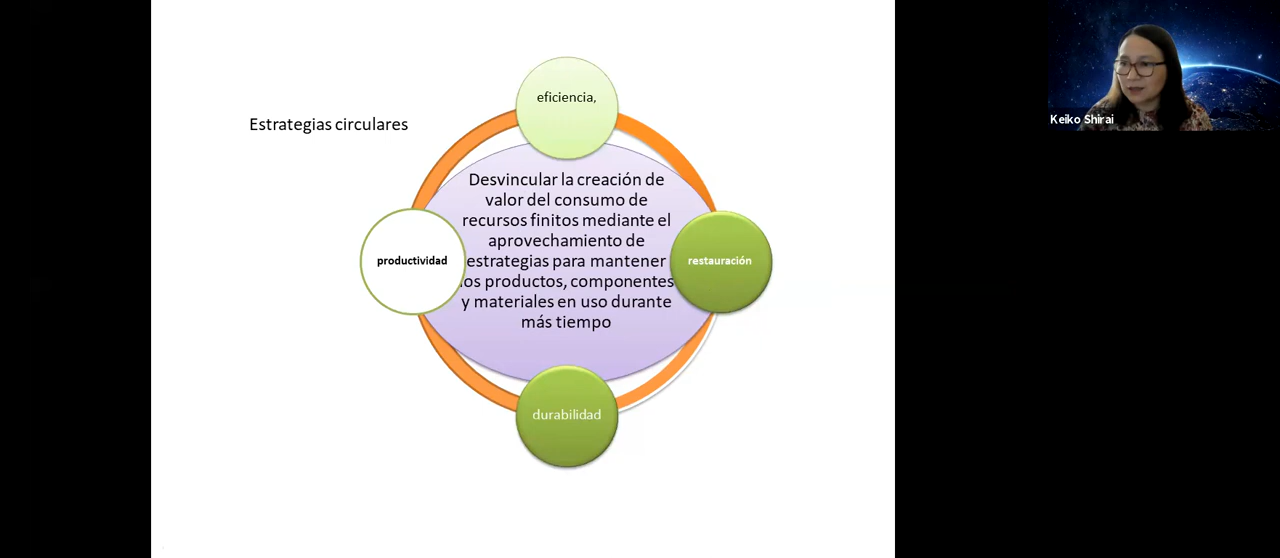 Estrategias circulares
eficiencia,
Desvincular la creación de
valor del consumo de
recursos finitos mediante el
aprovechamiento de
estrategias para mantener
los productos, componentes
y materiales en uso durante
más tiempo
productividad
restauración
durabilidad
Keiko Shirai